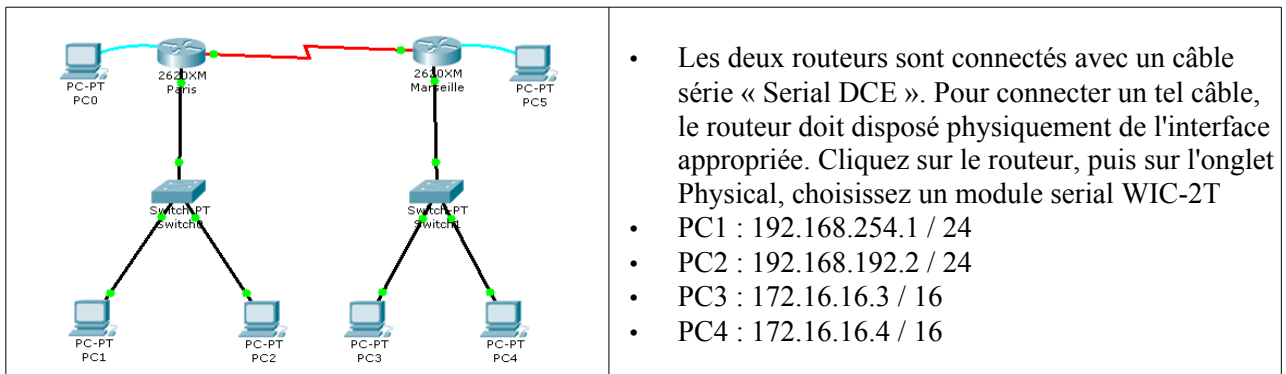 PC-PT
PC0
2620XM
Paris
2620XM
Marseille
PC-PT
PC5
Switch-PT
Switch0
Switch-PT
Switch1
PC-PT
PC1
PC-PT
PC2
PC-PT
PC3
PC-PT
PC4
• Les deux routeurs sont connectés avec un câble
série « Serial DCE ». Pour connecter un tel câble,
le routeur doit disposé physiquement de l'interface
appropriée. Cliquez sur le routeur, puis sur l'onglet
Physical, choisissez un module serial WIC-2T
• PC1 : 192.168.254.1 / 24
• PC2 : 192.168.192.2 / 24
• PC3 : 172.16.16.3 / 16
• PC4 : 172.16.16.4 / 16